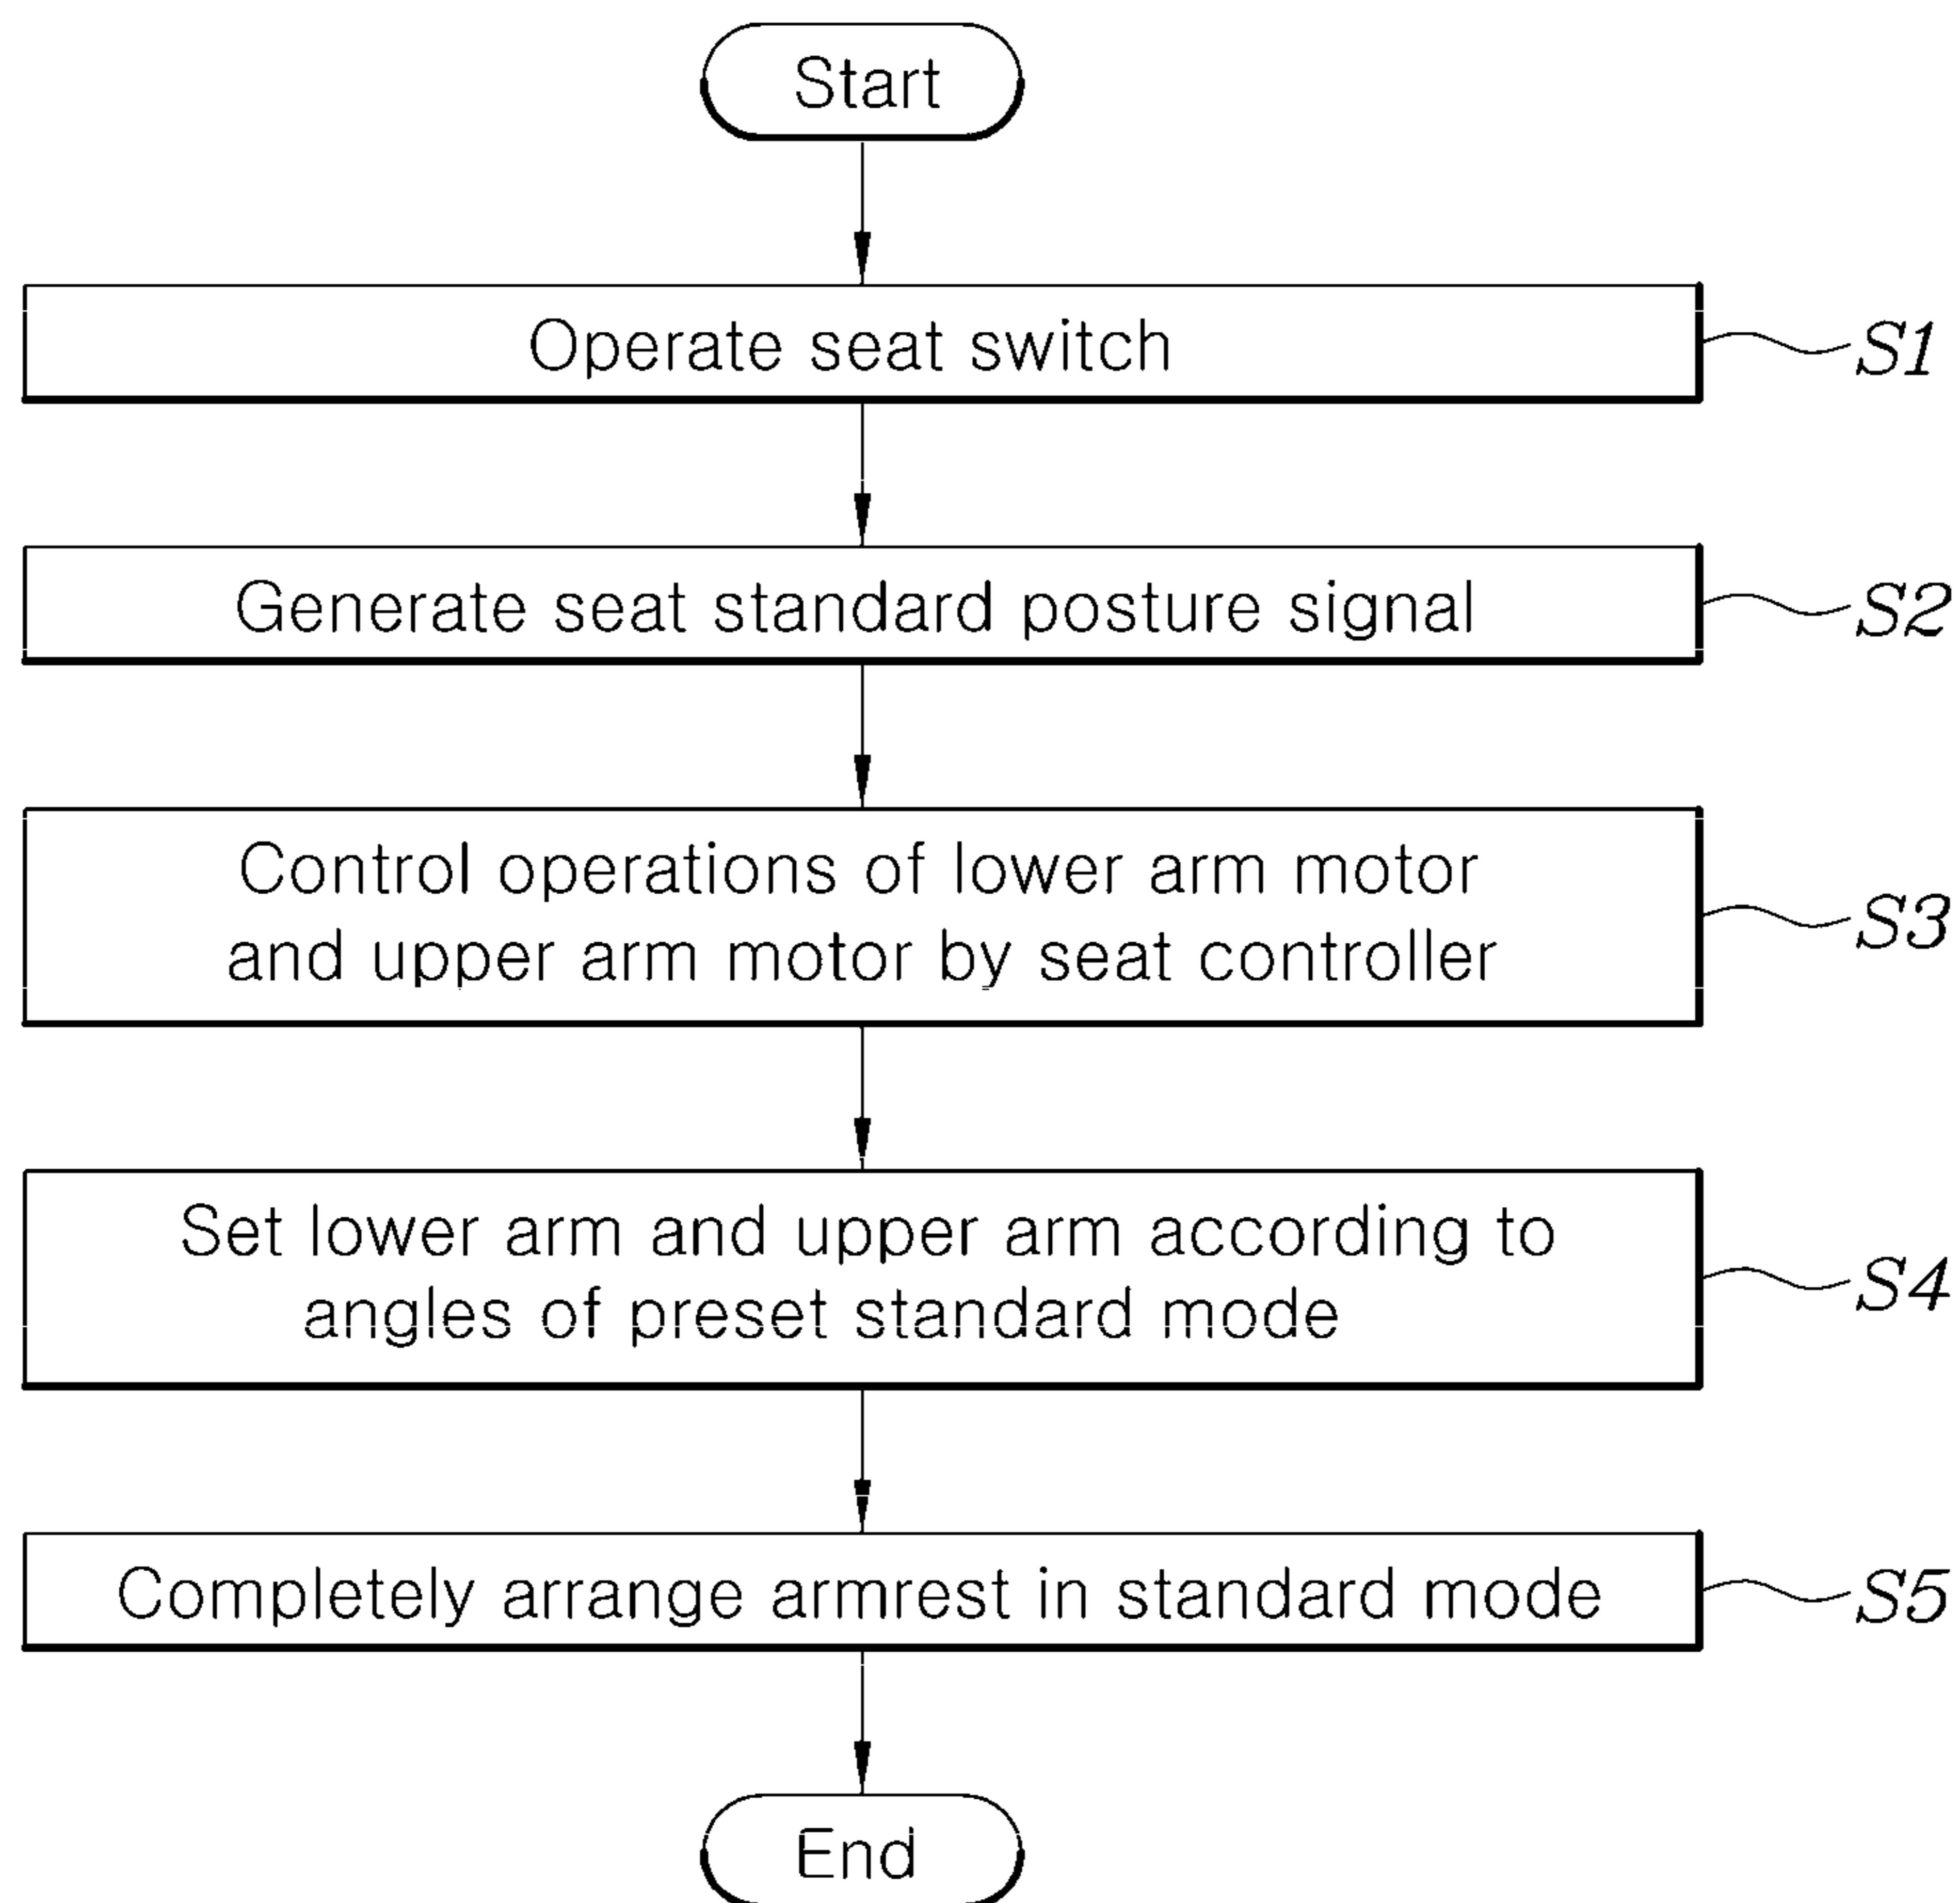 Start
Operate seat switch
S1
Generate seat standard posture signal
S2
Control operations of lower arm motor
and upper arm motor by seat controller
S3
Set lower arm and upper arm according to
angles of preset standard mode
S4
Completely arrange armrest in standard mode
S5
End